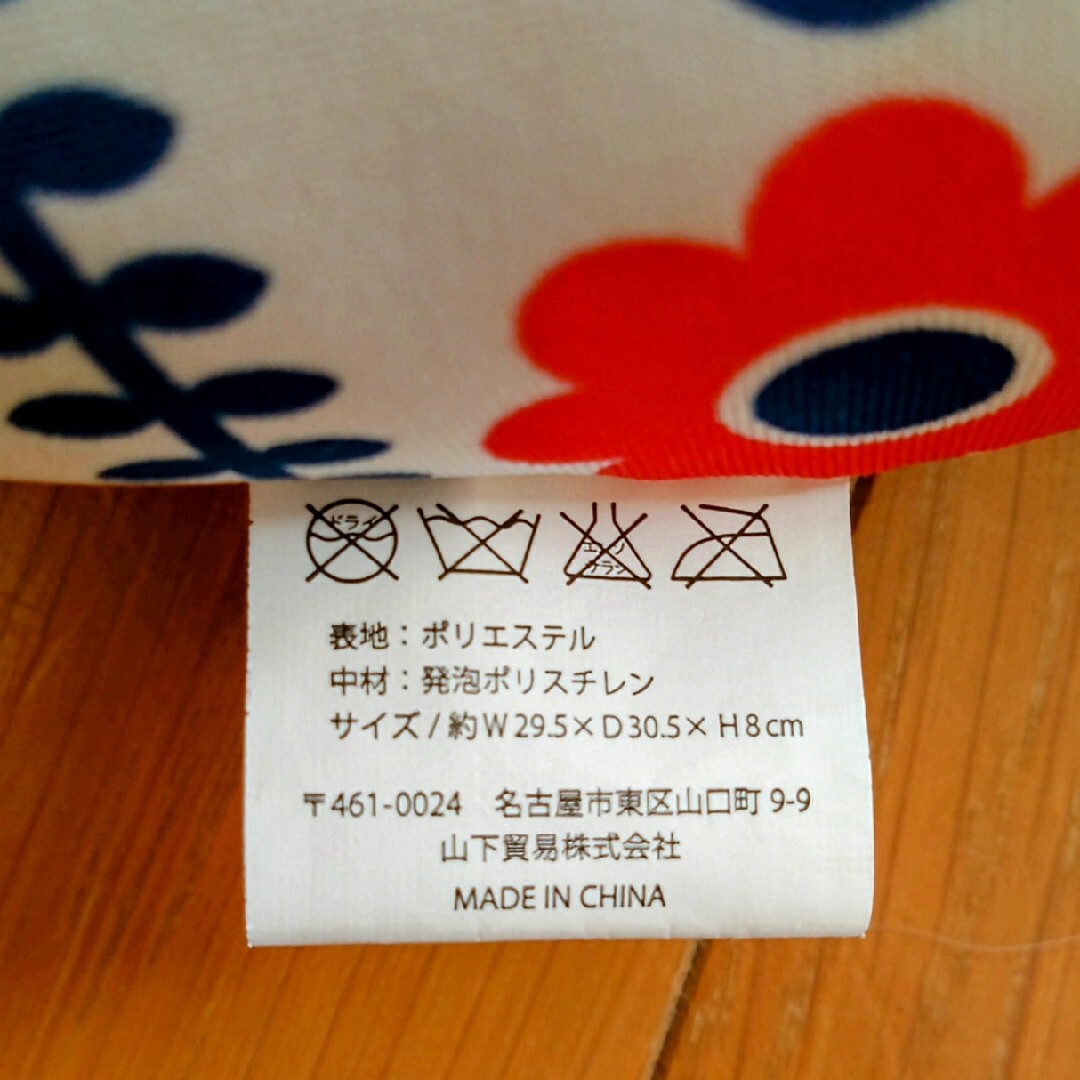 ドライ
エンソ
サラシ
表地：ポリエステル
中材：発泡ポリスチレン
サイズ/約W29.5×D30.5×H8cm
〒461-0024 名古屋市東区山口町9-9
山下貿易株式会社
MADE IN CHINA